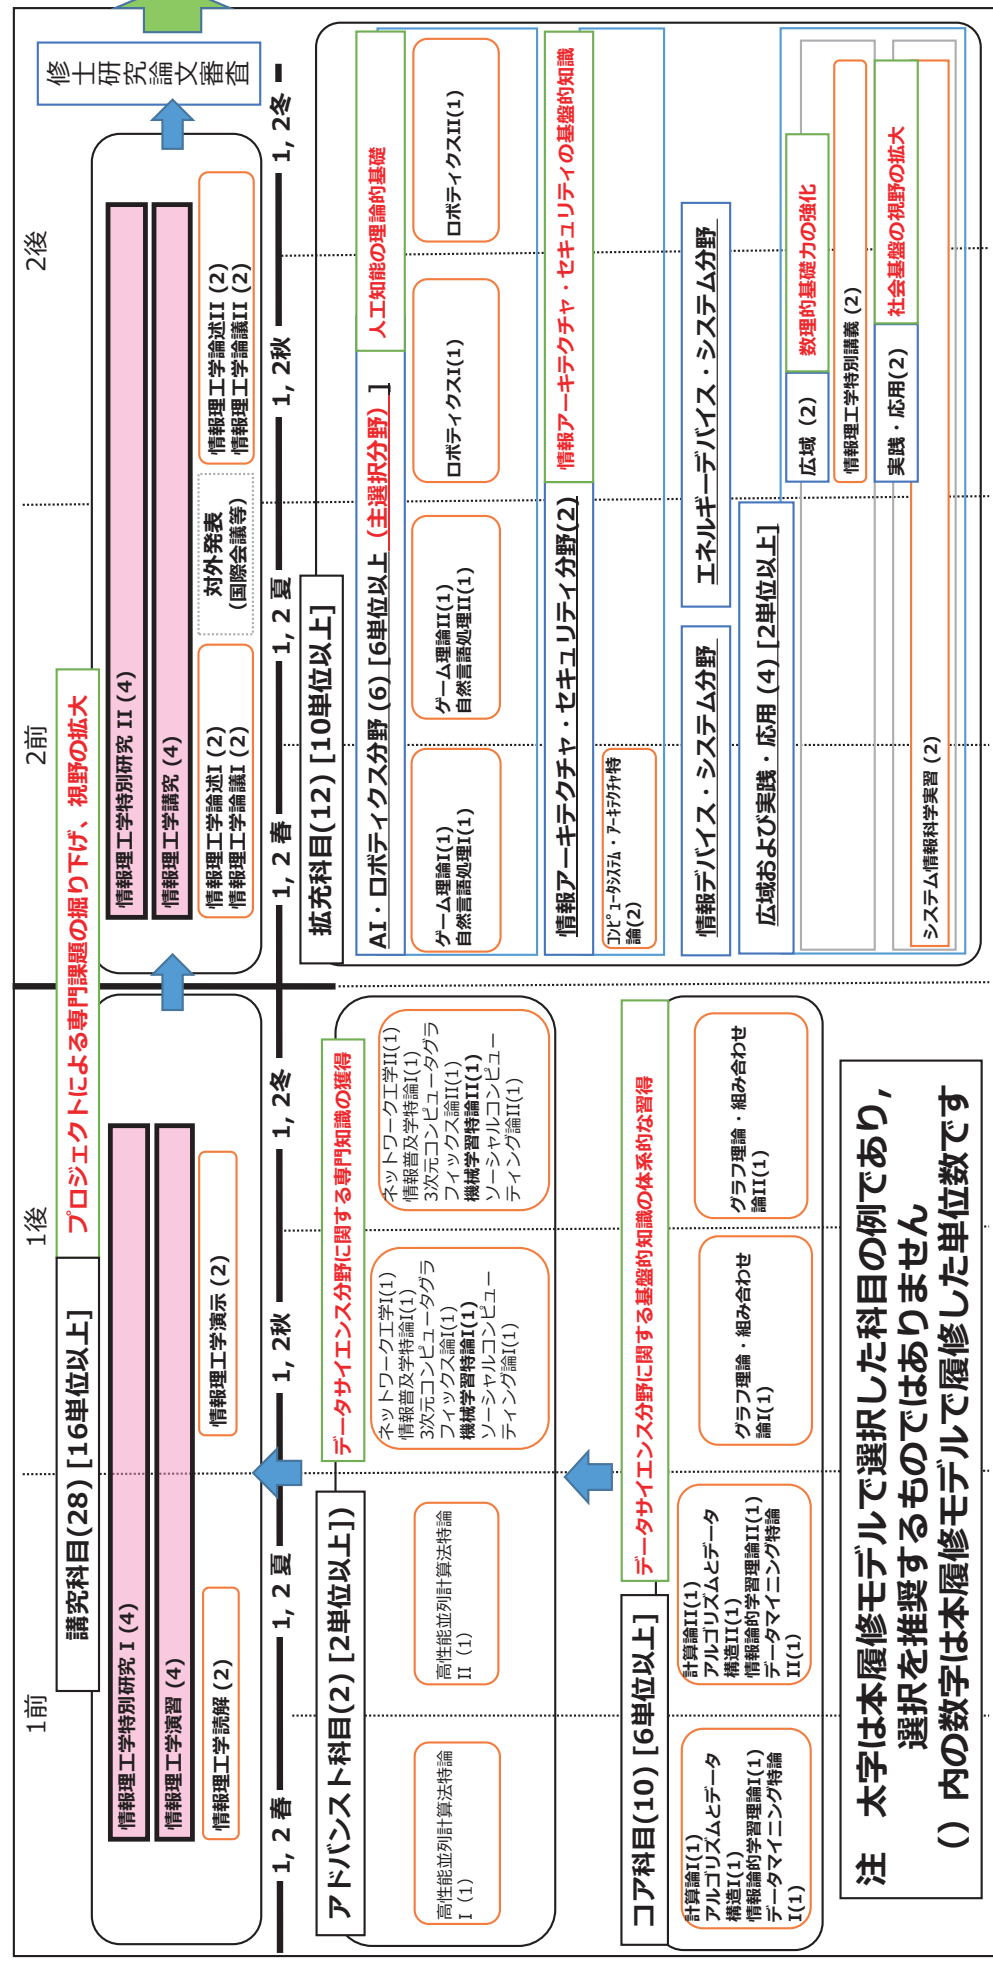 1前
1後
2前
2後
講究科目(28) [16単位以上]
プロジェクトによる専門課題の掘り下げ、視野の拡大
修士研究論文審査
情報理工学特別研究 I (4)
情報理工学演習 (4)
情報理工学読解 (2)
情報理工学演示 (2)
情報理工学特別研究 II (4)
情報理工学講究 (4)
情報理工学論述I (2)
情報理工学論議I (2)
対外発表
(国際会議等)
情報理工学論述II (2)
情報理工学論議II (2)
1, 2 春
1, 2 夏
1, 2秋
1, 2冬
1, 2 春
1, 2 夏
1, 2秋
1, 2冬
アドバンスト科目(2) [2単位以上])
データサイエンス分野に関する専門知識の獲得
高性能並列計算法特論
I (1)
高性能並列計算法特論
II (1)
ネットワーク工学I(1)
情報普及学特論I(1)
3次元コンピュータグラ
フィックス論I(1)
機械学習特論I(1)
ソーシャルコンピュー
ティング論I(1)
ネットワーク工学II(1)
情報普及学特論I(1)
3次元コンピュータグラ
フィックス論II(1)
機械学習特論II(1)
ソーシャルコンピュー
ティング論II(1)
コア科目(10) [6単位以上]
データサイエンス分野に関する基盤的知識の体系的な習得
計算論I(1)
アルゴリズムとデータ
構造I(1)
情報論的学習理論I(1)
データマイニング特論
I(1)
計算論II(1)
アルゴリズムとデータ
構造II(1)
情報論的学習理論II(1)
データマイニング特論
II(1)
グラフ理論・組み合わせ
論I(1)
グラフ理論・組み合わせ
論II(1)
拡充科目(12) [10単位以上]
AI・ロボティクス分野 (6) [6単位以上（主選択分野）]
人工知能の理論的基礎
ゲーム理論I(1)
自然言語処理I(1)
ゲーム理論II(1)
自然言語処理II(1)
ロボティクスI(1)
ロボティクスII(1)
情報アーキテクチャ・セキュリティ分野(2)
情報アーキテクチャ・セキュリティの基盤的知識
コンピュータシステム・アーキテクチャ特
論(2)
情報デバイス・システム分野
エネルギーデバイス・システム分野
広域および実践・応用 (4) [2単位以上]
広域 (2)
数理的基礎力の強化
情報理工学特別講義 (2)
実践・応用(2)
社会基盤の視野の拡大
システム情報科学実習 (2)
注 太字は本履修モデルで選択した科目の例であり,
選択を推奨するものではありません
() 内の数字は本履修モデルで履修した単位数です